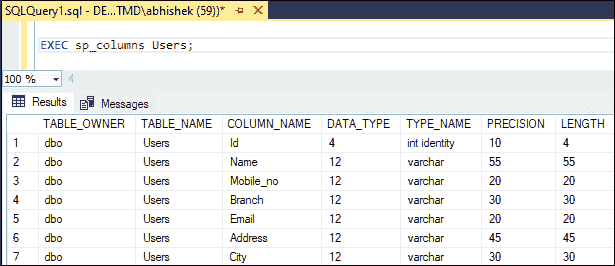 SQLQuery1.sql - DE...TMD\abhishek (59))*
EXEC sp_columns Users;
100 %
Results Messages
TABLE_OWNER TABLE_NAME COLUMN_NAME DATA_TYPE TYPE_NAME PRECISION LENGTH
1 dbo Users Id 4 int identity 10 4
2 dbo Users Name 12 varchar 55 55
3 dbo Users Mobile_no 12 varchar 20 20
4 dbo Users Branch 12 varchar 30 30
5 dbo Users Email 12 varchar 20 20
6 dbo Users Address 12 varchar 45 45
7 dbo Users City 12 varchar 30 30